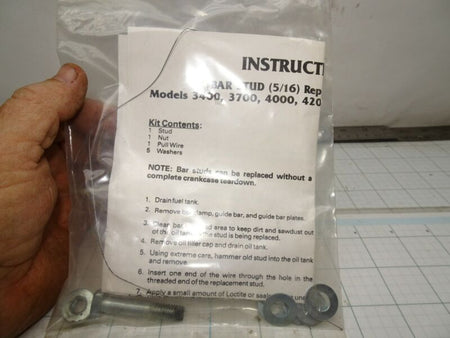 INSTRUCTI
BAR STUD (5/16) Rep
Models 3400, 3700, 4000, 420
Kit Contents:
1 Stud
1 Nut
1 Pull Wire
5 Washers
NOTE: Bar studs can be replaced without a
complete crankcase teardown.
1. Drain fuel tank.
2. Remove bar clamp, guide bar, and guide bar plates.
3. Clean bar area to keep dirt and sawdust out
of the oil tank stud is being replaced.
4. Remove oil filler cap and drain oil tank.
5. Using extreme care, hammer old stud into the oil tank
and remove.
6. Insert one end of the wire through the hole in the
threaded end of the replacement stud.
7. Apply a small amount of Loctite or